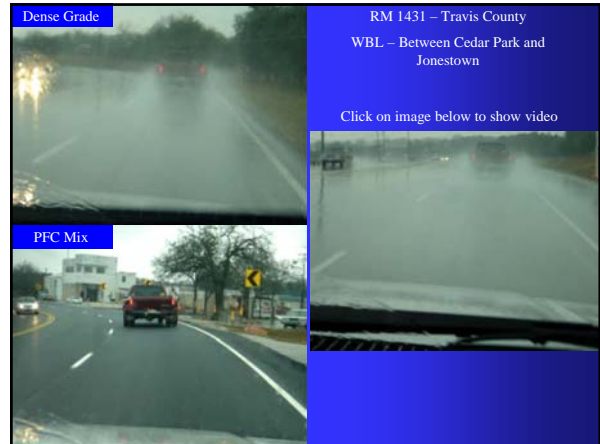 Dense Grade
RM 1431 – Travis County
WBL – Between Cedar Park and
Jonestown
Click on image below to show video
PFC Mix